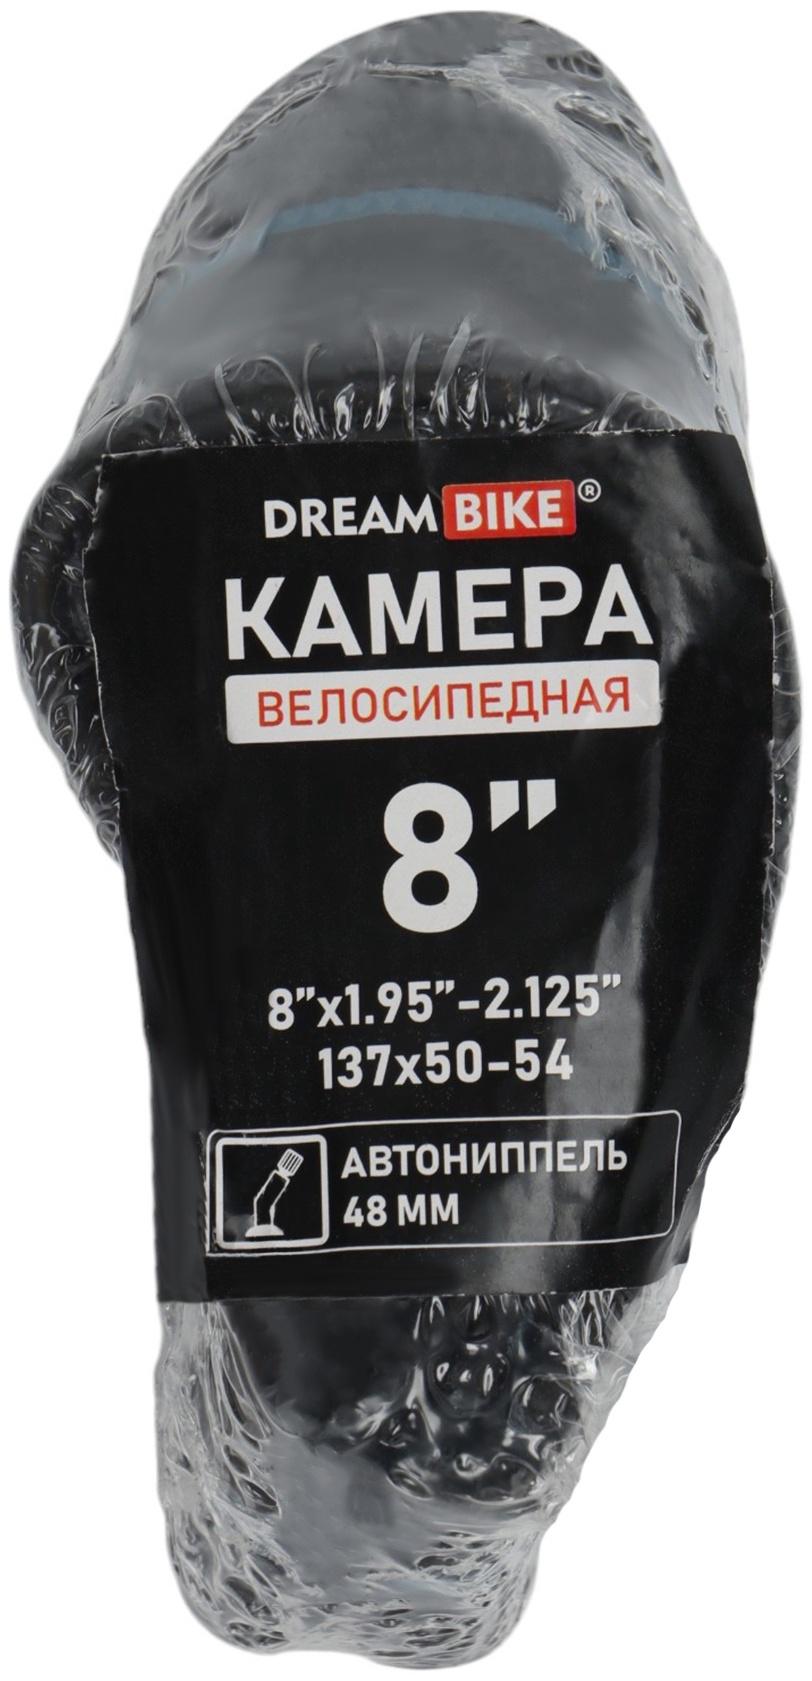 DREAM BIKE ®
КАМЕРА
ВЕЛОСИПЕДНАЯ
8”
8”x1.95”-2.125”
137x50-54
АВТОНИППЕЛЬ
48 ММ